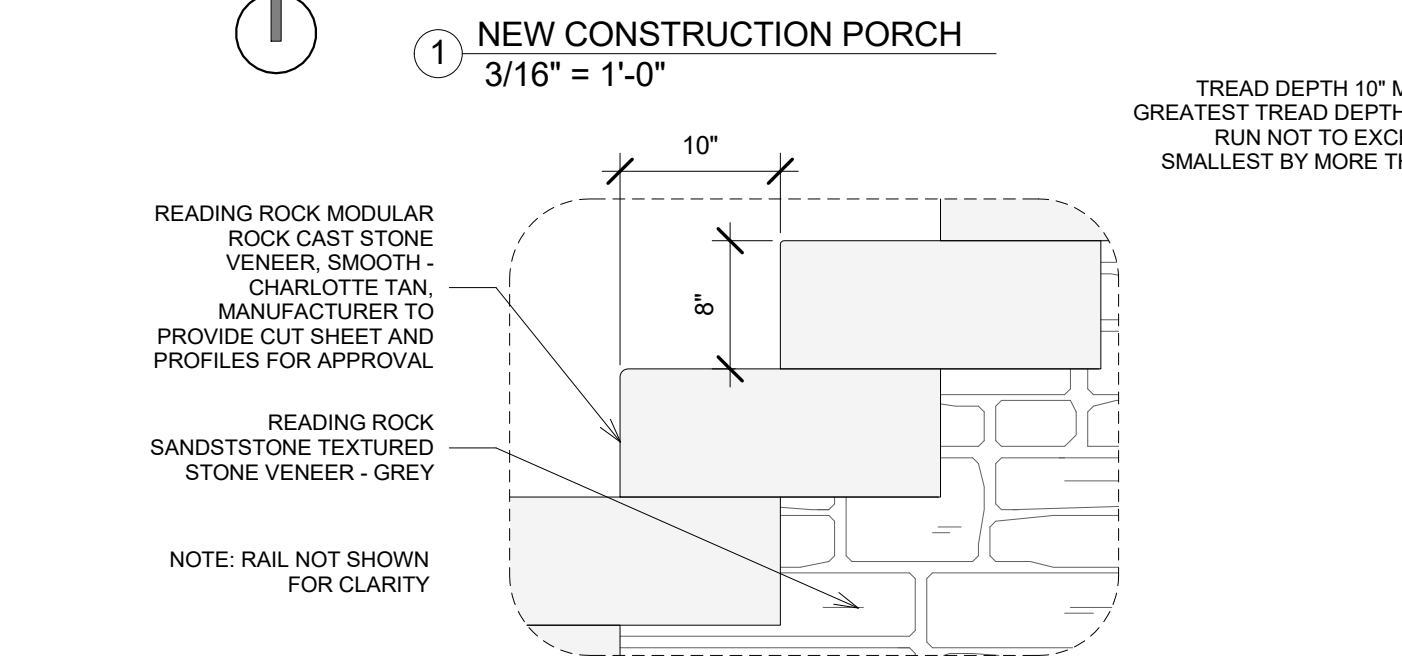 1
NEW CONSTRUCTION PORCH
3/16" = 1'-0"
TREAD DEPTH 10"
GREATEST TREAD DEPTH
RUN NOT TO
SMALLEST BY MORE
10"
8"
READING ROCK MODULAR
ROCK CAST STONE
VENEER, SMOOTH -
CHARLOTTE TAN,
MANUFACTURER TO
PROVIDE CUT SHEET AND
PROFILES FOR APPROVAL
READING ROCK
SANDSTSTONE TEXTURED
STONE VENEER - GREY
NOTE: RAIL NOT SHOWN
FOR CLARITY